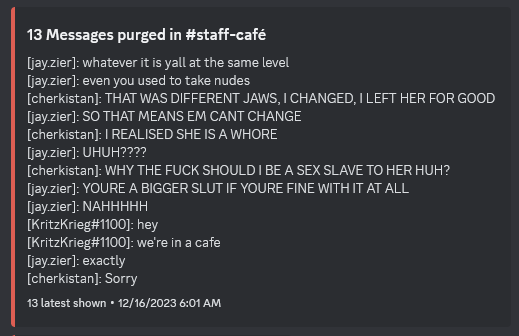 13 Messages purged in #staff-café
[jay.zier]: whatever it is yall at the same level
[jay.zier]: even you used to take nudes
[cherkistan]: THAT WAS DIFFERENT JAWS, I CHANGED, I LEFT HER FOR GOOD
[jay.zier]: SO THAT MEANS EM CANT CHANGE
[cherkistan]: I REALISED SHE IS A WHORE
[jay.zier]: UHUH????
[cherkistan]: WHY THE FUCK SHOULD I BE A SEX SLAVE TO HER HUH?
[jay.zier]: YOURE A BIGGER SLUT IF YOURE FINE WITH IT AT ALL
[jay.zier]: NAHHHHH
[KritzKrieg#1100]: hey
[KritzKrieg#1100]: we're in a cafe
[jay.zier]: exactly
[cherkistan]: Sorry
13 latest shown • 12/16/2023 6:01 AM